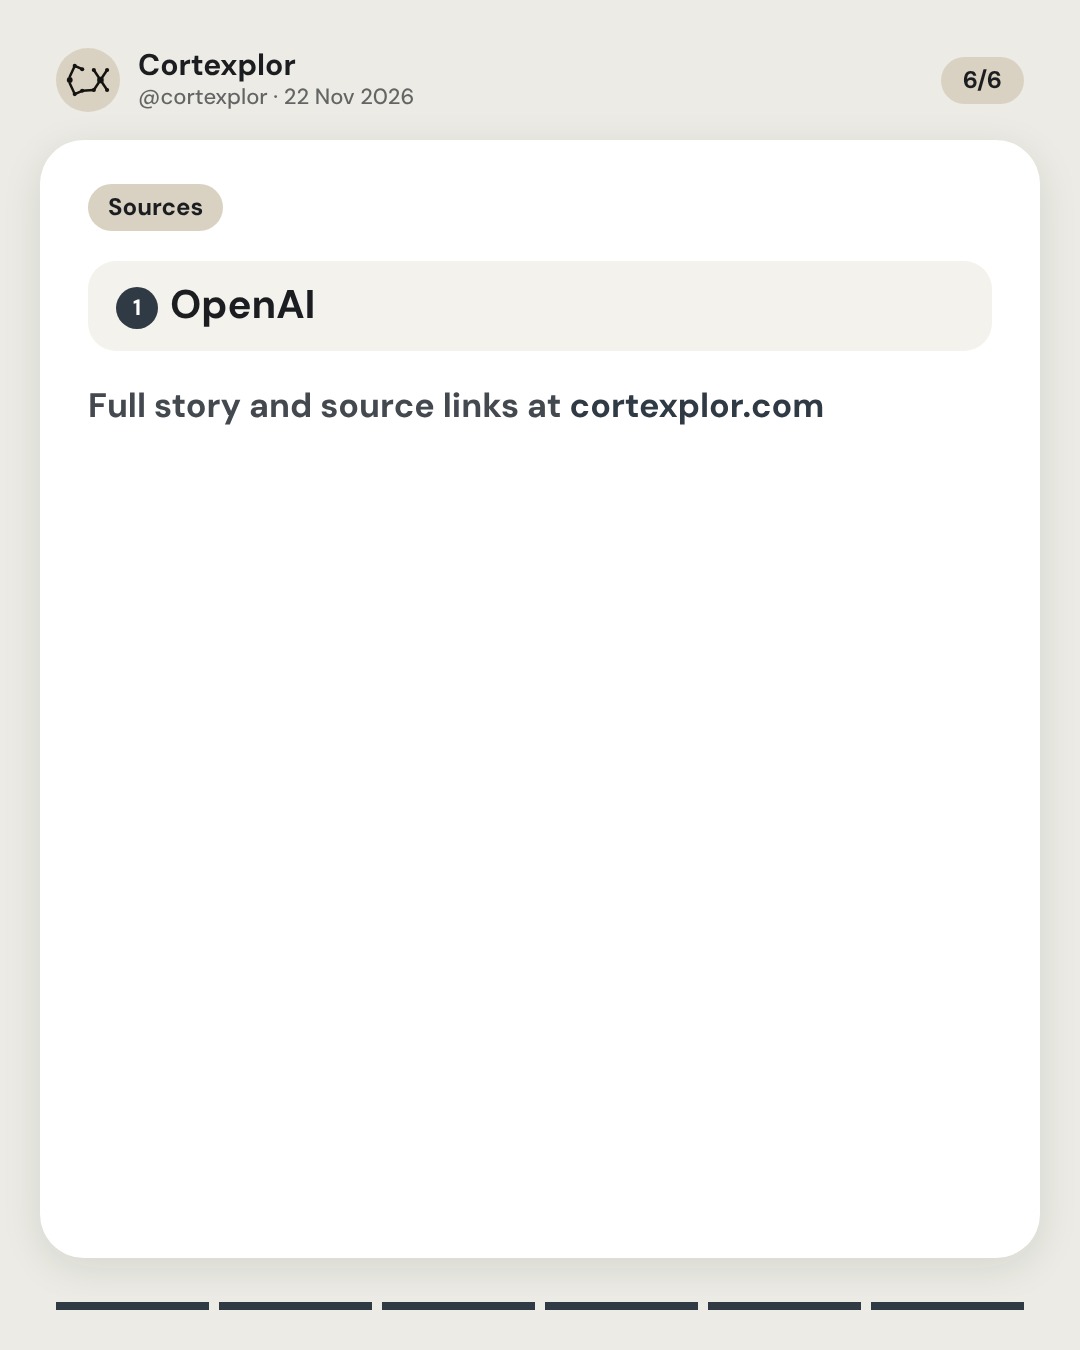 Cortexplor
@cortexplor · 22 Nov 2026
6/6
Sources
1 OpenAI
Full story and source links at cortexplor.com